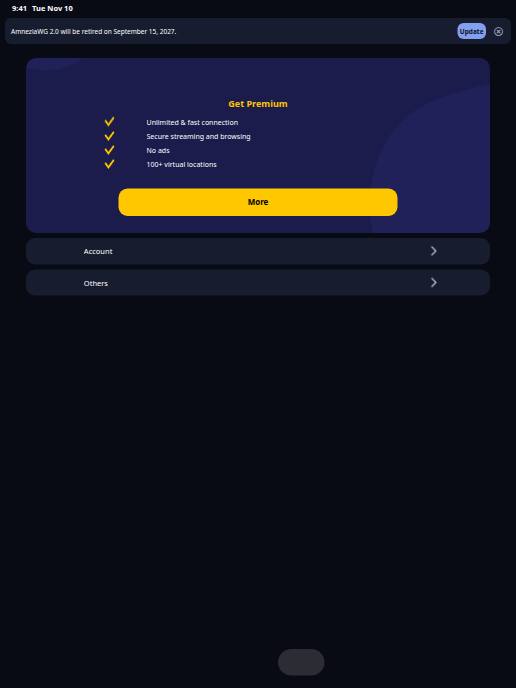 9:41 Tue Nov 10
AmneziaWG 2.0 will be retired on September 15, 2027.
Update
Get Premium
Unlimited & fast connection
Secure streaming and browsing
No ads
100+ virtual locations
More
Account
Others